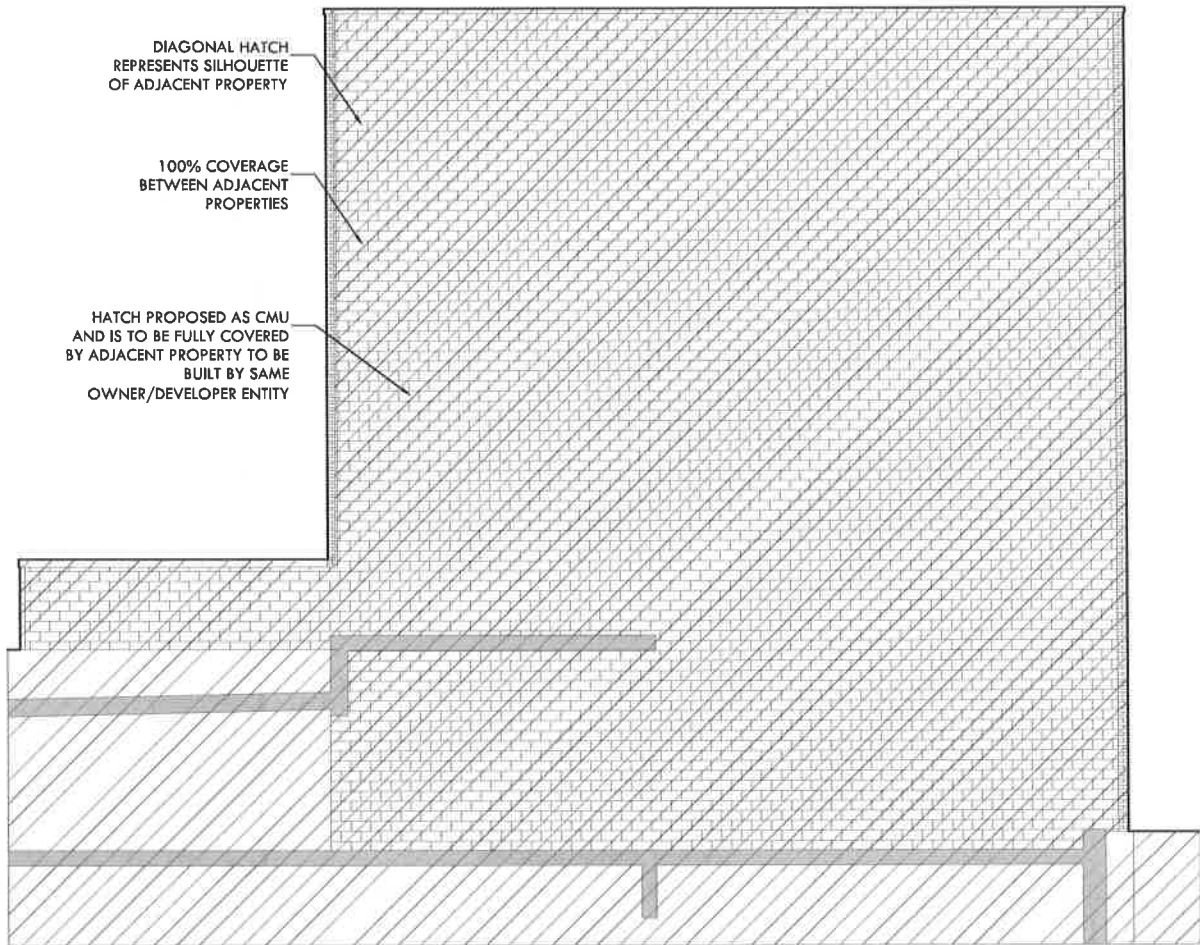 DIAGONAL HATCH
REPRESENTS SILHOUETTE
OF ADJACENT PROPERTY
100% COVERAGE
BETWEEN ADJACENT
PROPERTIES
HATCH PROPOSED AS CMU
AND IS TO BE FULLY COVERED
BY ADJACENT PROPERTY TO BE
BUILT BY SAME
OWNER/DEVELOPER ENTITY